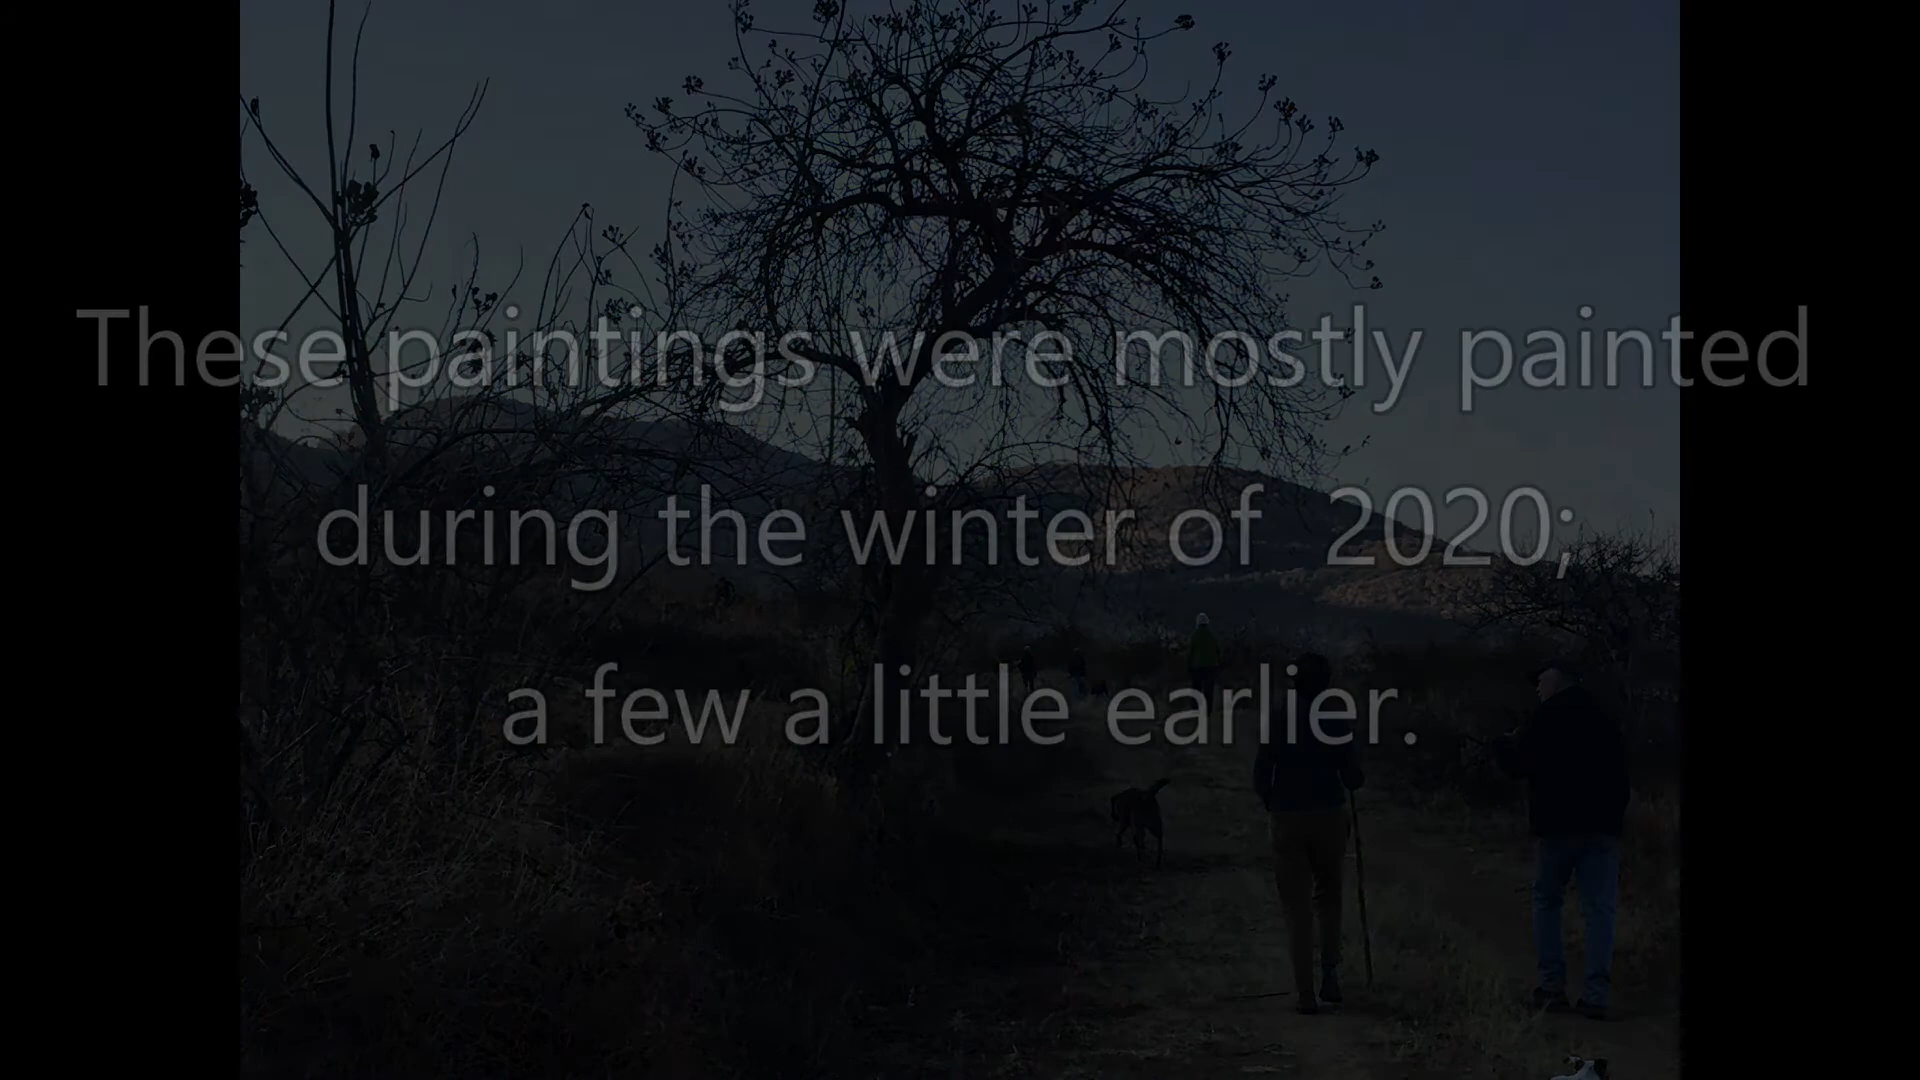 These paintings were mostly painted
during the winter of  2020;
a few a little earlier.